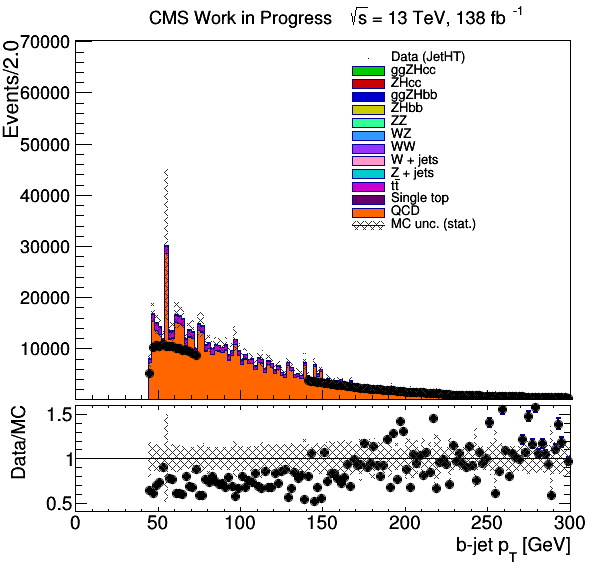 CMS Work in Progress √s = 13 TeV, 138 fb⁻¹
Events/2.0
70000
60000
50000
40000
30000
20000
10000
Data (JetHT)
ggZHcc
ZHcc
ggZHbb
ZHbb
ZZ
WZ
WW
W + jets
Z + jets
tt̄
Single top
QCD
MC unc. (stat.)
Data/MC
1.5
1
0.5
0 50 100 150 200 250 300
b-jet p_T [GeV]